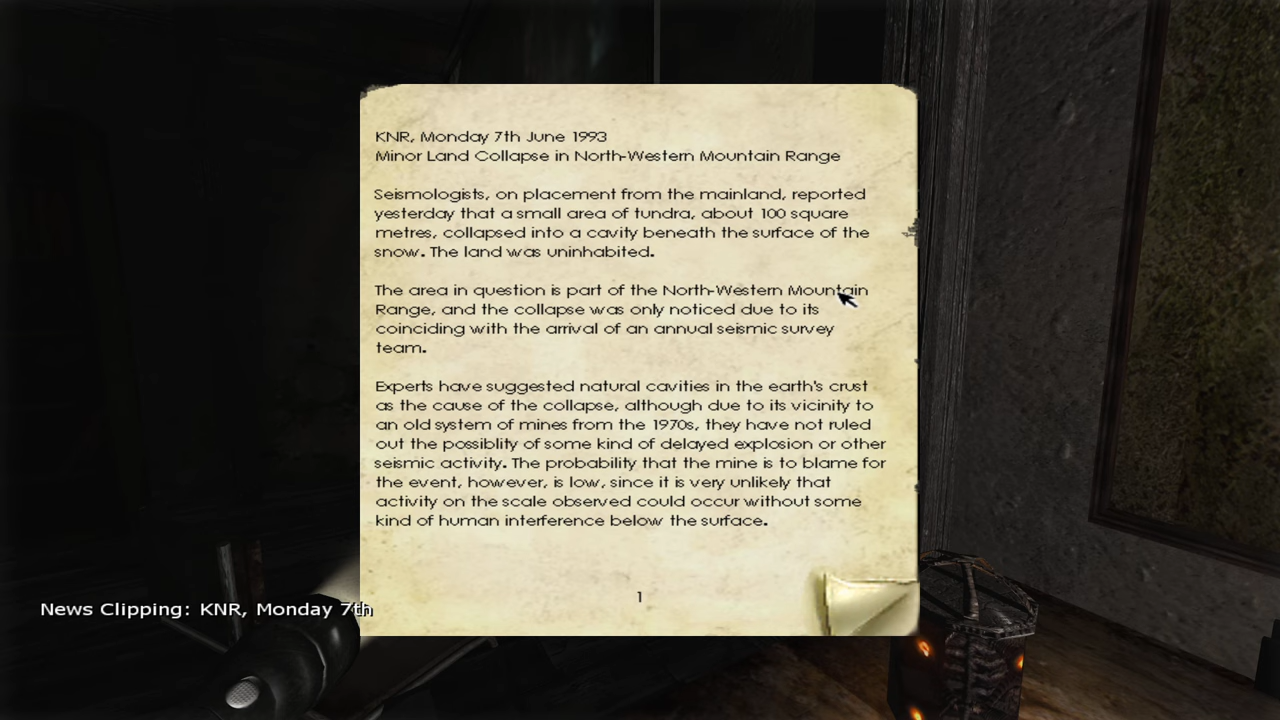 KNR, Monday 7th June 1993
Minor Land Collapse in North-Western Mountain Range
Seismologists, on placement from the mainland, reported
yesterday that a small area of tundra, about 100 square
metres, collapsed into a cavity beneath the surface of the
snow. The land was uninhabited.
The area in question is part of the North-Western Mountain
Range, and the collapse was only noticed due to its
coinciding with the arrival of an annual seismic survey
team.
Experts have suggested natural cavities in the earth's crust
as the cause of the collapse, although due to its vicinity to
an old system of mines from the 1970s, they have not ruled
out the possiblity of some kind of delayed explosion or other
seismic activity. The probability that the mine is to blame for
the event, however, is low, since it is very unlikely that
activity on the scale observed could occur without some
kind of human interference below the surface.
1
News Clipping: KNR, Monday 7th